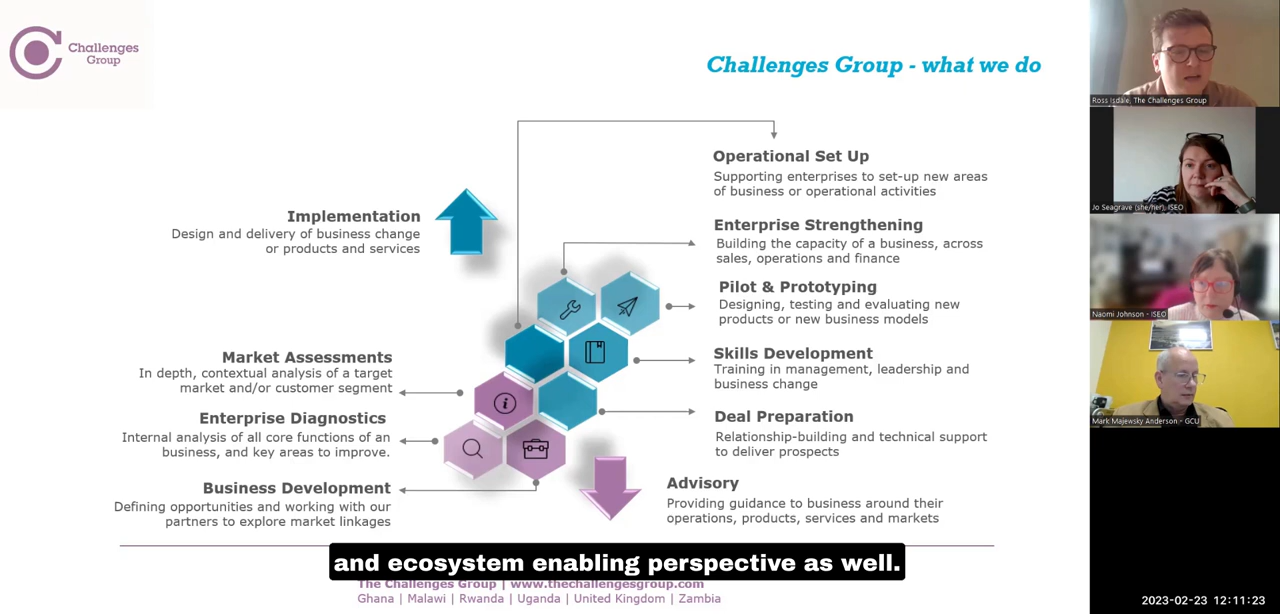 Challenges
Group
Challenges Group - what we do
Implementation
Design and delivery of business change
or products and services
Market Assessments
In depth, contextual analysis of a target
market and/or customer segment
Enterprise Diagnostics
Internal analysis of all core functions of an
business, and key areas to improve.
Business Development
Defining opportunities and working with our
partners to explore market linkages
Operational Set Up
Supporting enterprises to set-up new areas
of business or operational activities
Enterprise Strengthening
Building the capacity of a business, across
sales, operations and finance
Pilot & Prototyping
Designing, testing and evaluating new
products or new business models
Skills Development
Training in management, leadership and
business change
Deal Preparation
Relationship-building and technical support
to deliver prospects
Advisory
Providing guidance to business around their
operations, products, services and markets
and ecosystem enabling perspective as well.
The Challenges Group | www.thechallengesgroup.com
Ghana | Malawi | Rwanda | Uganda | United Kingdom | Zambia
Ross Isdale, The Challenges Group
Jo Seagrave (she/her), ISEO
Naomi Johnson - ISEO
Mark Majewsky Anderson - GCU
2023-02-23 12:11:23